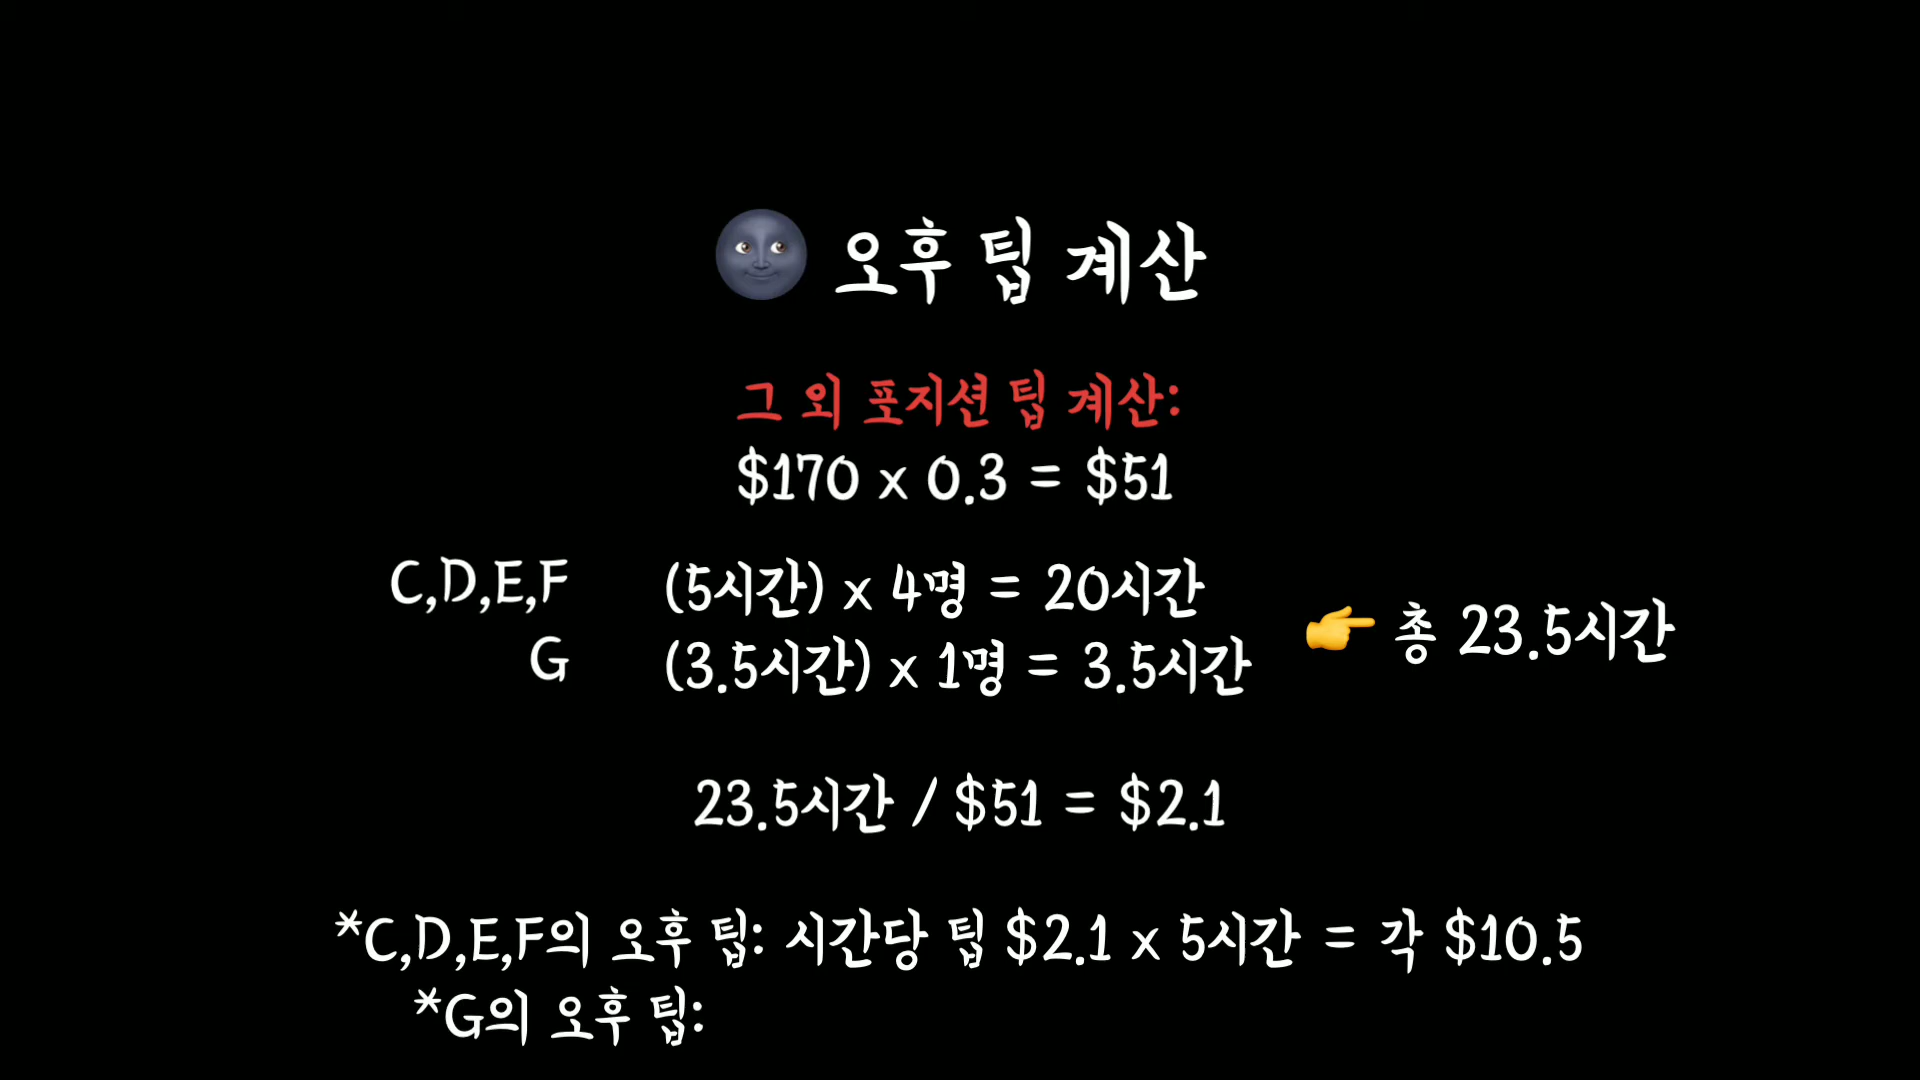 오후 팁 계산
그 외 포지션 팁 계산:
$170 x 0.3 = $51
C,D,E,F (5시간) x 4명 = 20시간
G (3.5시간) x 1명 = 3.5시간
총 23.5시간
23.5시간 / $51 = $2.1
*C,D,E,F의 오후 팁: 시간당 팁 $2.1 x 5시간 = 각 $10.5
*G의 오후 팁: